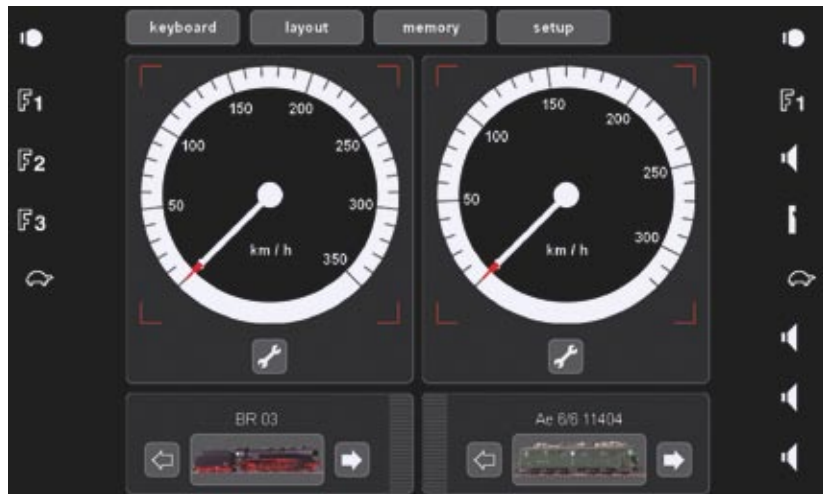 keyboard layout memory setup
F1
F2
F3
50 100 150 200 250 300 350
km / h
50 100 150 200 250 300
km / h
F1
BR 03
Ae 6/6 11404